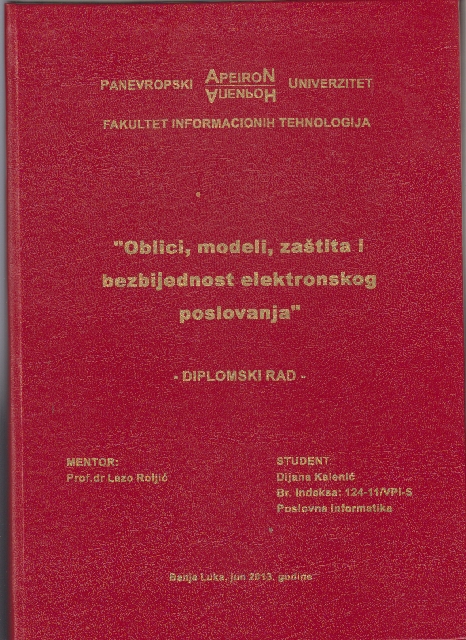 PANEVROPSKI APEIRON UNIVERZITET
FAKULTET INFORMACIONIH TEHNOLOGIJA
"Oblici, modeli, zaštita i
bezbijednost elektronskog
poslovanja"
- DIPLOMSKI RAD -
MENTOR:
Prof.dr Lazo Roljić
STUDENT
Dijana Kalenić
Br. Indeksa: 124-11/VPI-S
Poslovna informatika
Banja Luka, jun 2013. godine